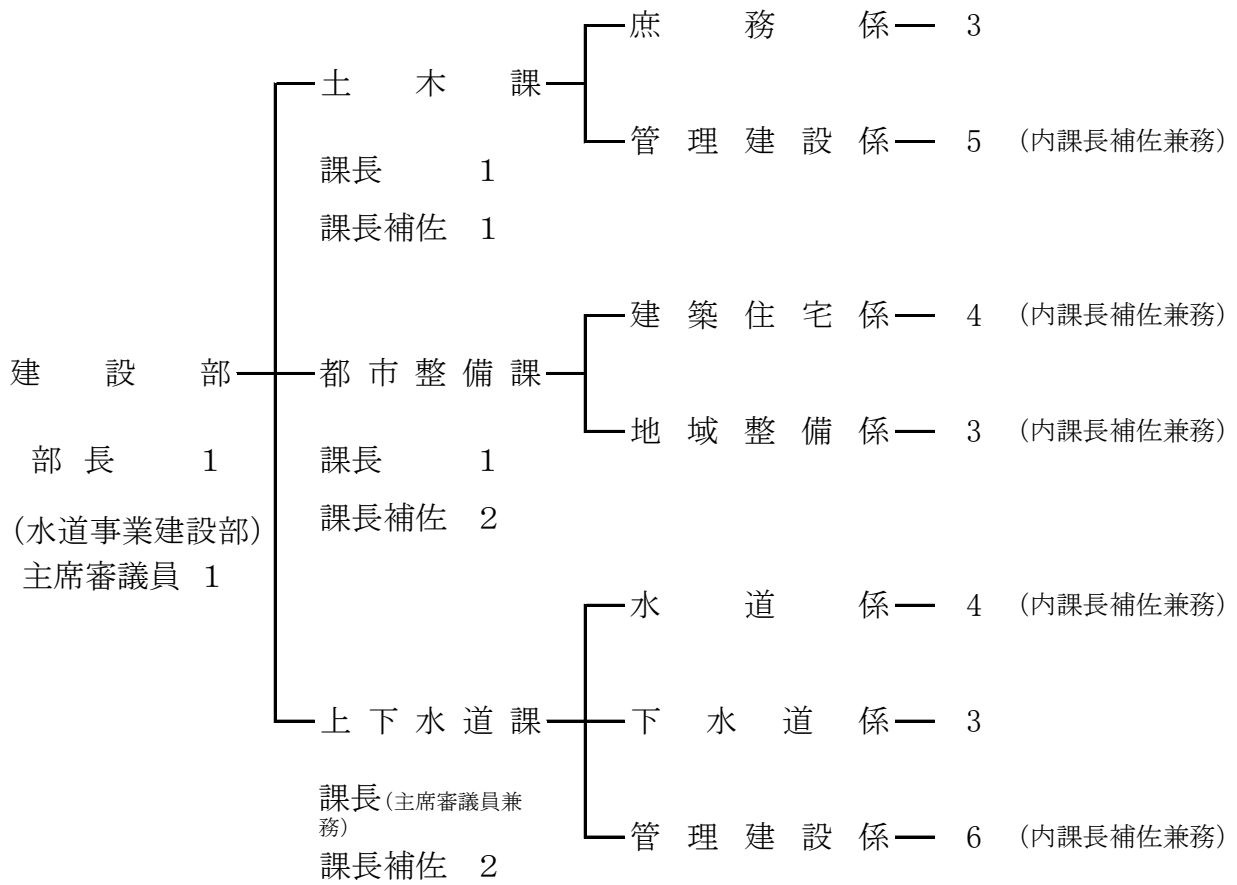 庶務係 3
土木課
管理建設係 5 (内課長補佐兼務)
課長 1
課長補佐 1
建築住宅係 4 (内課長補佐兼務)
建設部
都市整備課
地域整備係 3 (内課長補佐兼務)
部長 1
課長 1
(水道事業建設部)
課長補佐 2
主席審議員 1
水道係 4 (内課長補佐兼務)
上下水道課
下水道係 3
課長(主席審議員兼
務)
管理建設係 6 (内課長補佐兼務)
課長補佐 2